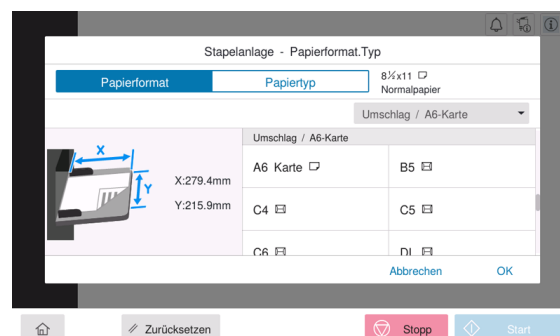 Stapelanlage - Papierformat.Typ
Papierformat
Papiertyp
8½x11
Normalpapier
Umschlag / A6-Karte
Umschlag / A6-Karte
X
Y
X:279.4mm
Y:215.9mm
A6 Karte
B5
C4
C5
C6
DL
Abbrechen
OK
Zurücksetzen
Stopp
Start